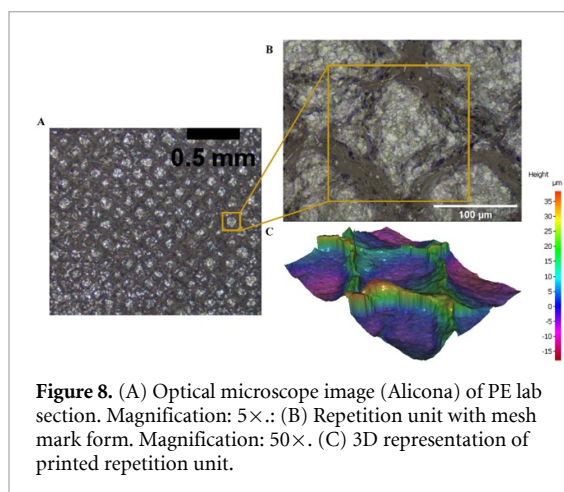 B
A
0.5 mm
100 µm
C
Height
µm
35
30
25
20
15
10
5
0
-5
-10
-15
Figure 8. (A) Optical microscope image (Alicona) of PE lab
section. Magnification: 5×.: (B) Repetition unit with mesh
mark form. Magnification: 50×. (C) 3D representation of
printed repetition unit.